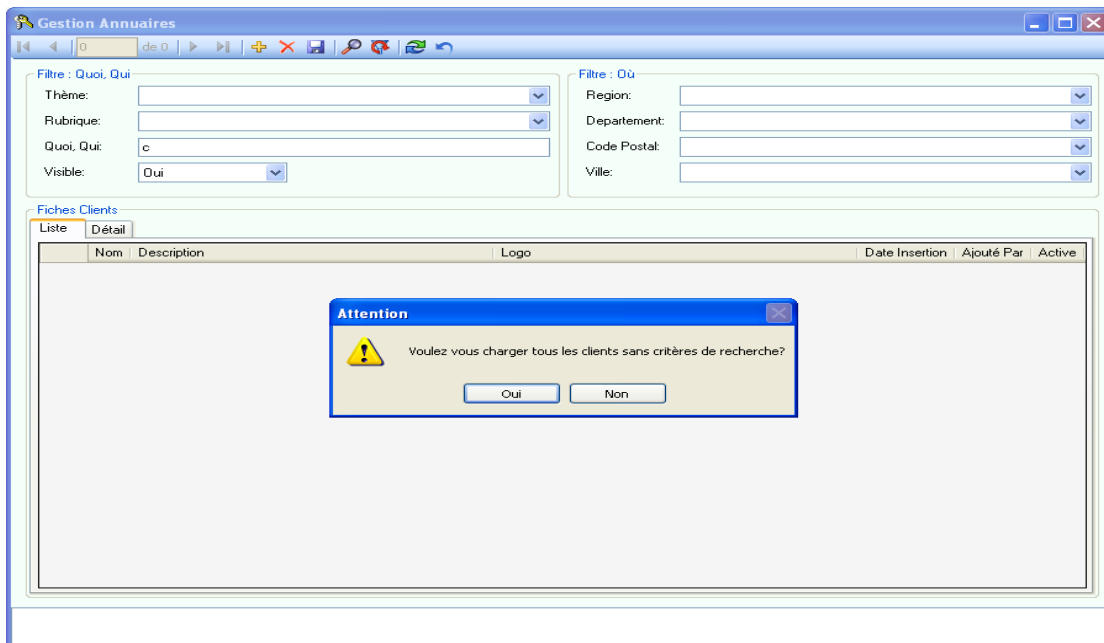 Gestion Annuaires
0 de 0
Filtre : Quoi, Qui
Thème:
Rubrique:
Quoi, Qui: c
Visible: Oui
Filtre : Où
Region:
Departement:
Code Postal:
Ville:
Fiches Clients
Liste Détail
Nom Description Logo Date Insertion Ajouté Par Active
Attention
Voulez vous charger tous les clients sans critères de recherche?
Oui Non